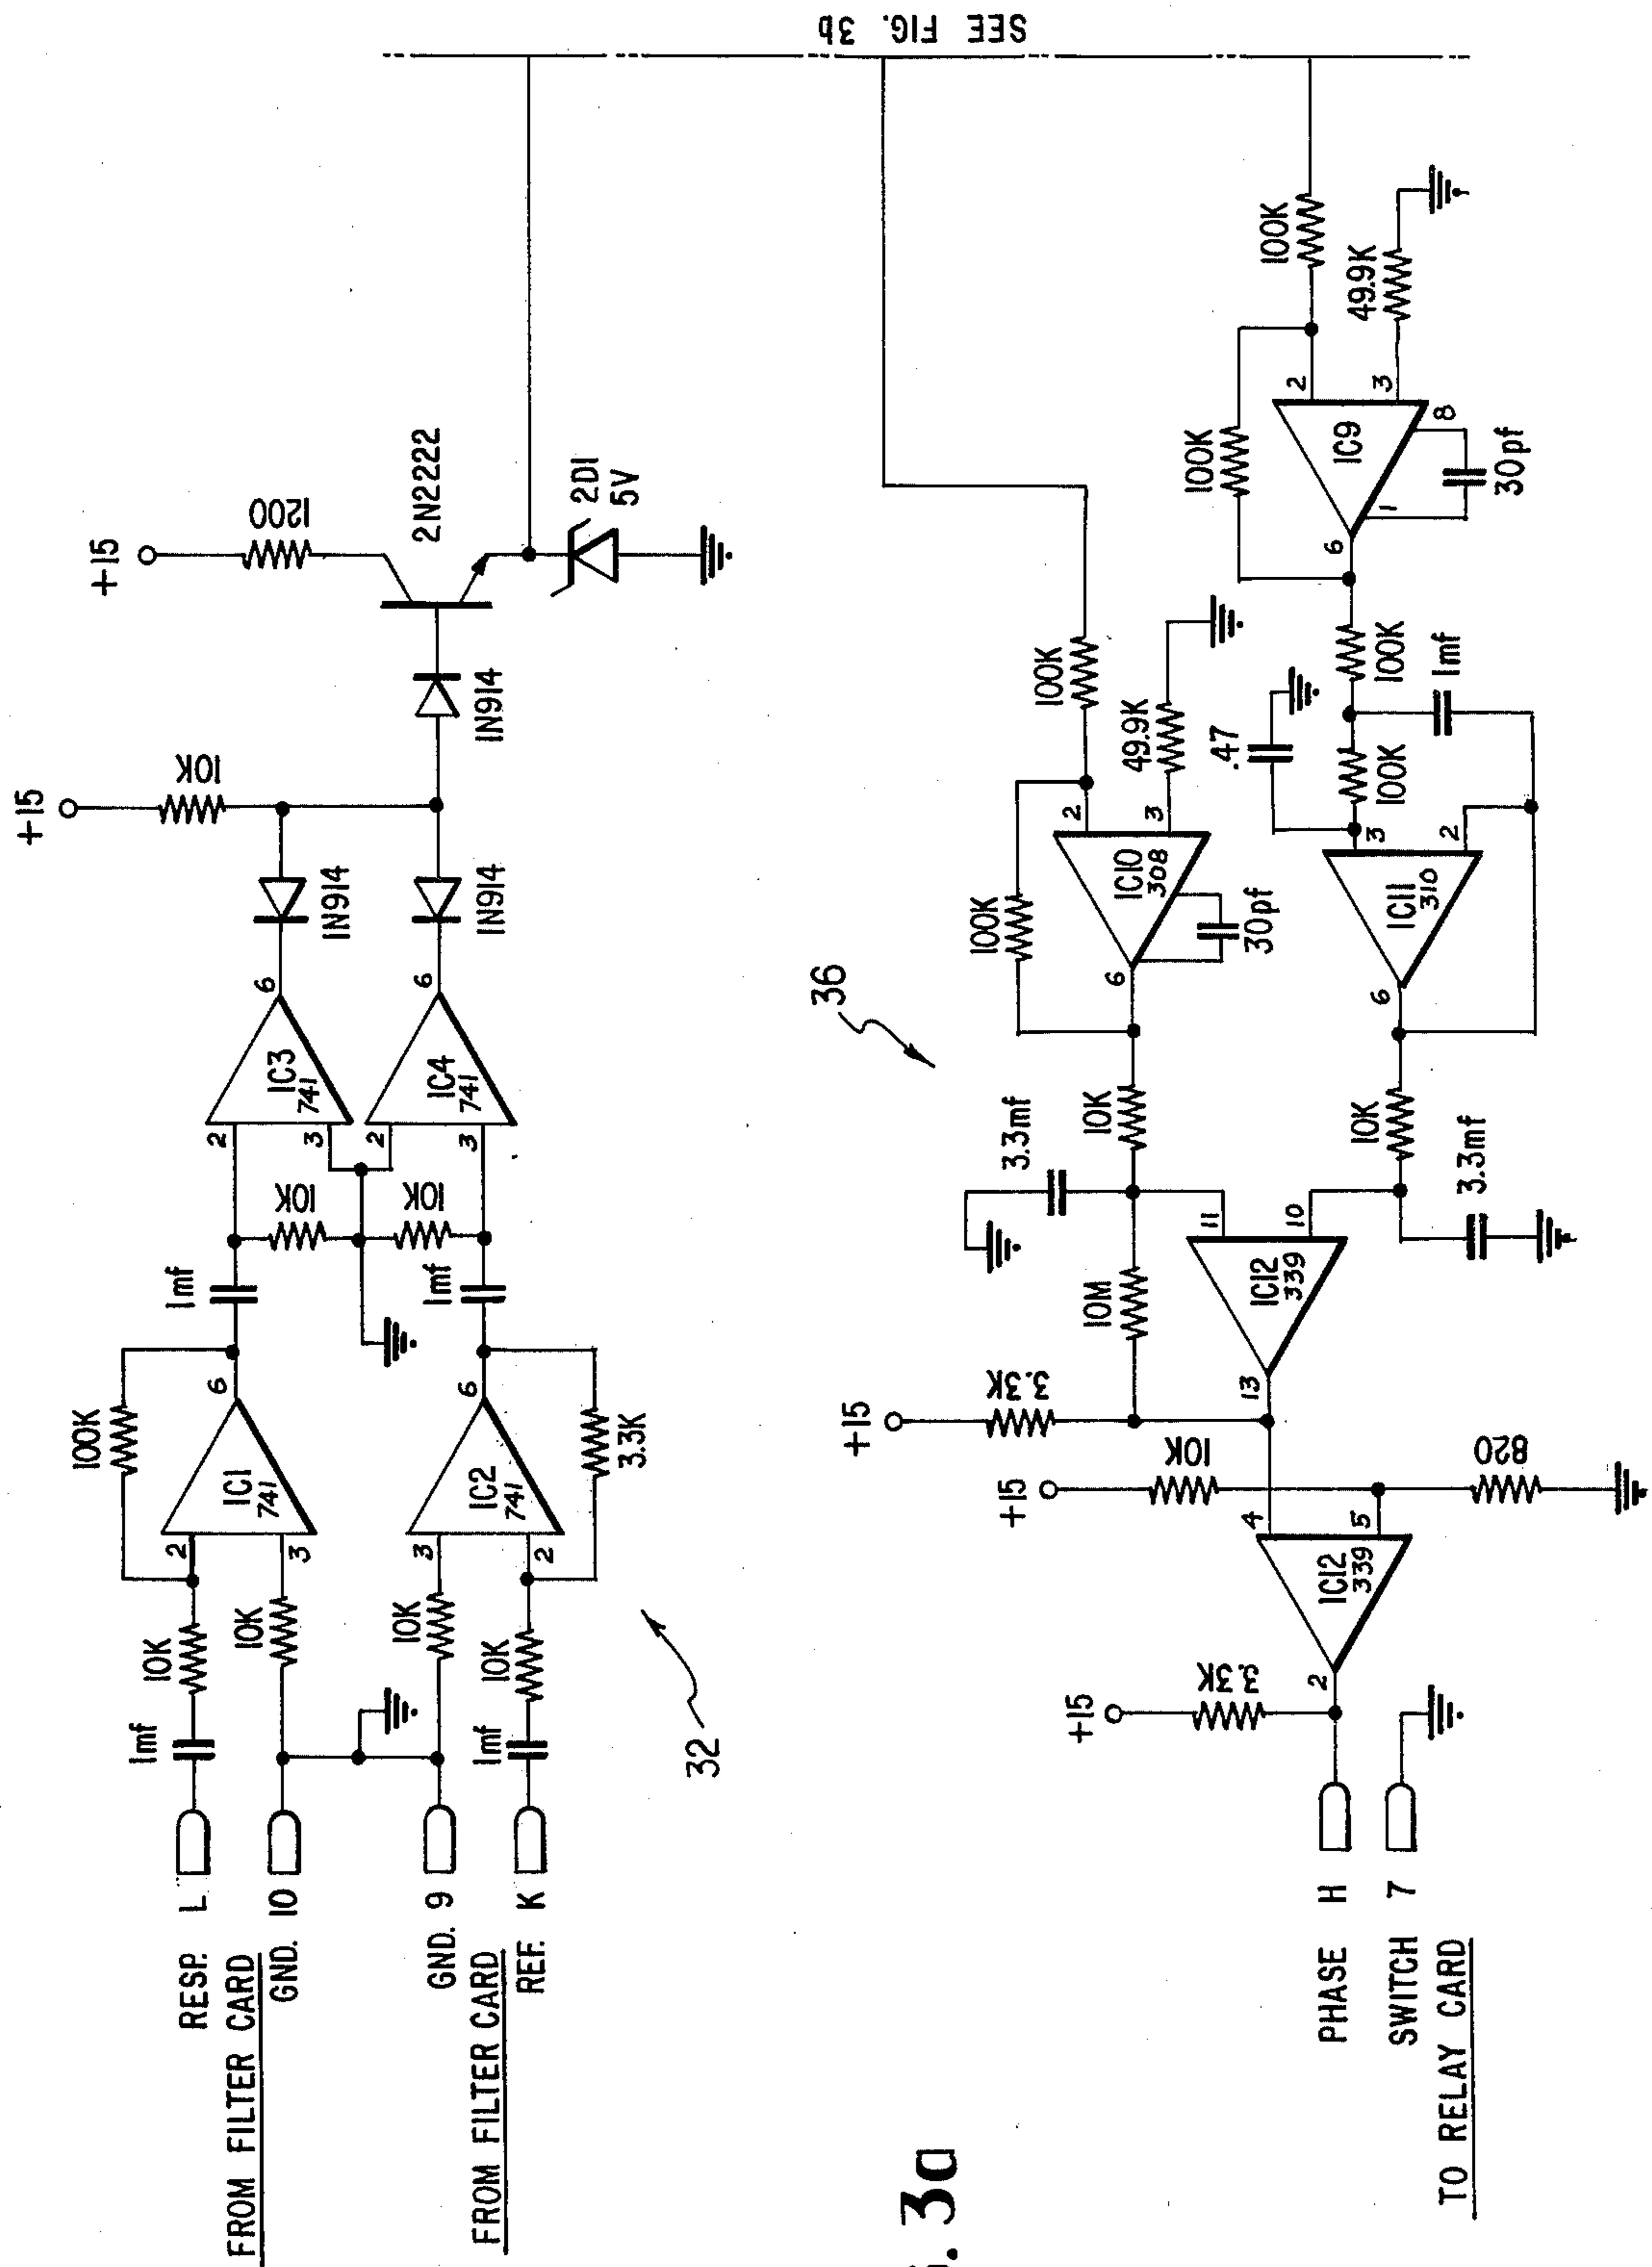 SEE FIG. 3b
+15
1200
2N2222
2D1
5V
+15
10K
1N914
1N914
1N914
6
IC3
741
2
3
6
IC4
741
2
3
10K
10K
1mf
1mf
100K
6
IC1
741
2
3
6
IC2
741
3
2
3.3K
10K
10K
10K
10K
1mf
1mf
32
RESP. L
FROM FILTER CARD
GND. 10
GND. 9
FROM FILTER CARD
REF. K
100K
49.9K
100K
2
3
IC9
8
1
6
30pf
100K
49.9K
100K
2
3
IC10
308
6
30pf
100K
1mf
.47
100K
3
2
IC11
310
6
36
10K
3.3mf
10K
3.3mf
10M
11
10
IC12
339
13
+15
3.3K
+15
10K
820
4
5
IC12
339
2
+15
3.3K
PHASE H
SWITCH 7
TO RELAY CARD
. 3a